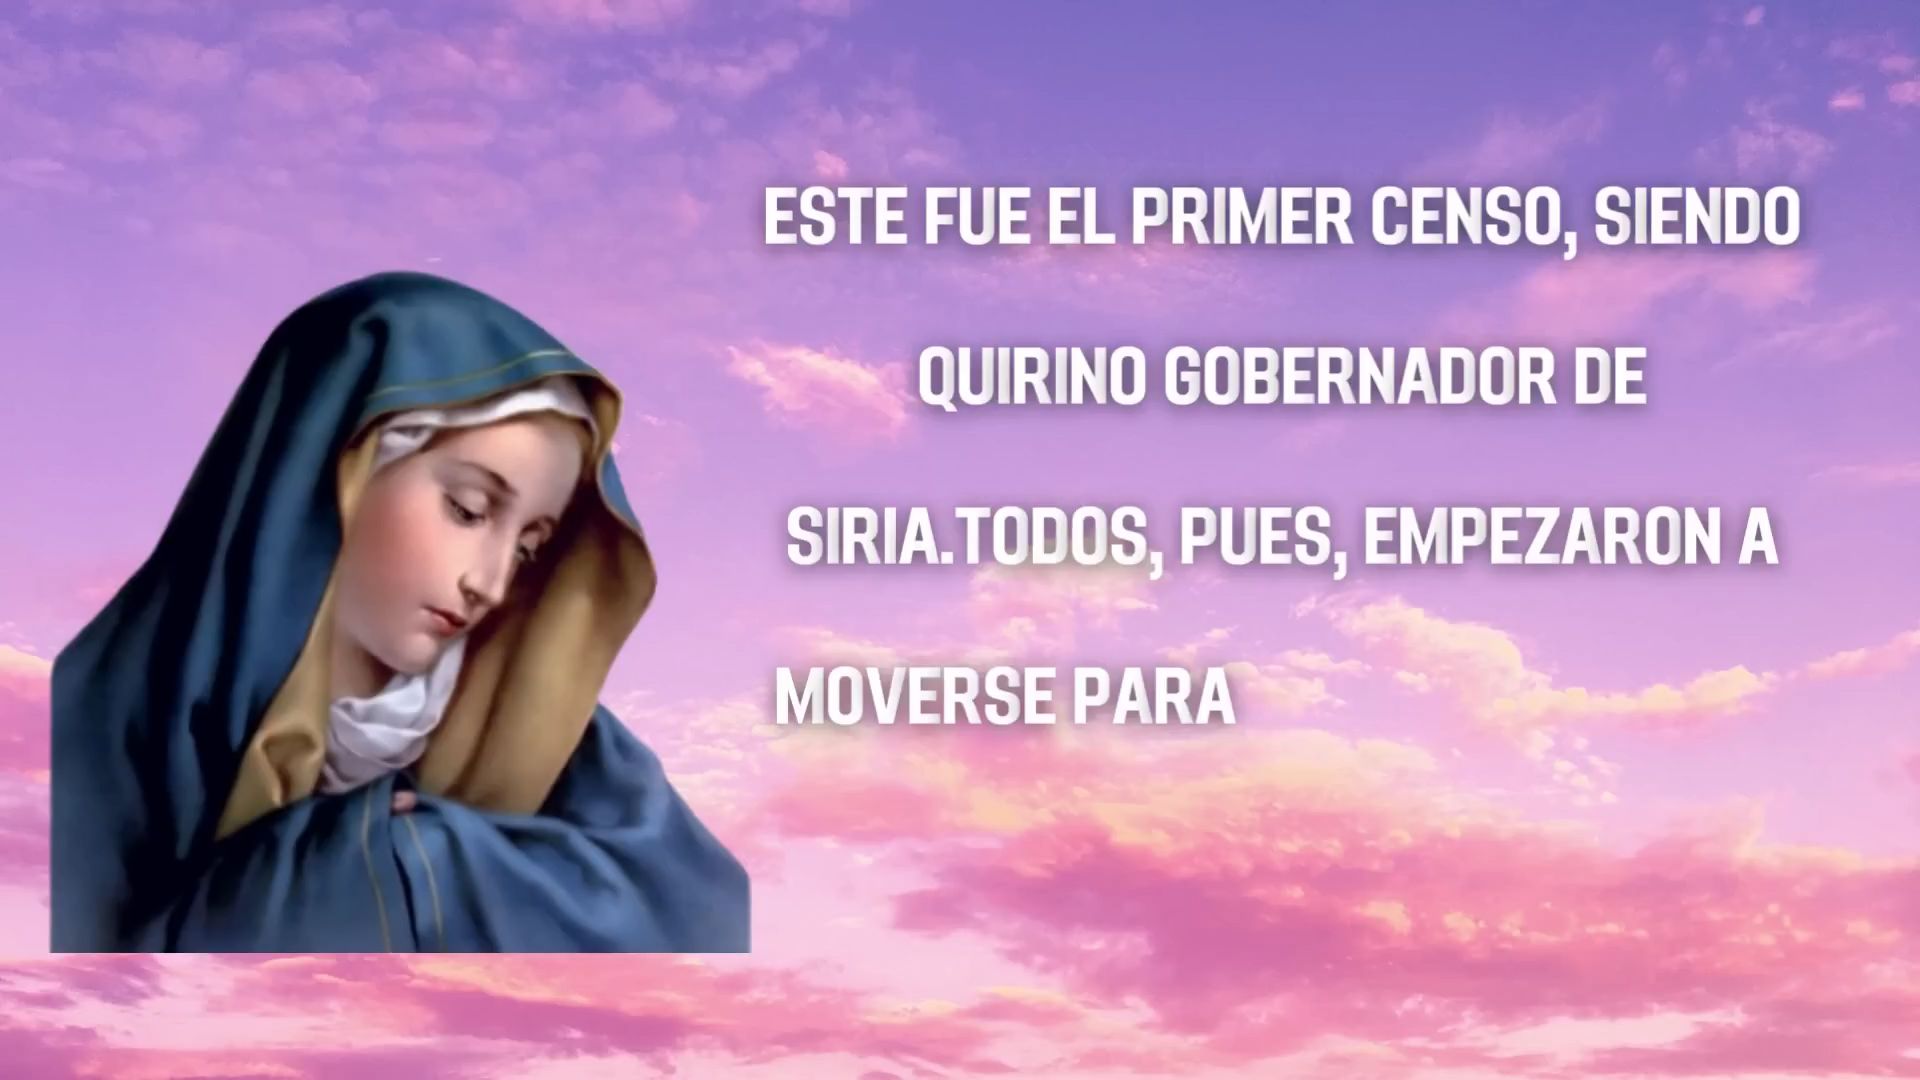 ESTE FUE EL PRIMER CENSO, SIENDO
QUIRINO GOBERNADOR DE
SIRIA.TODOS, PUES, EMPEZARON A
MOVERSE PARA